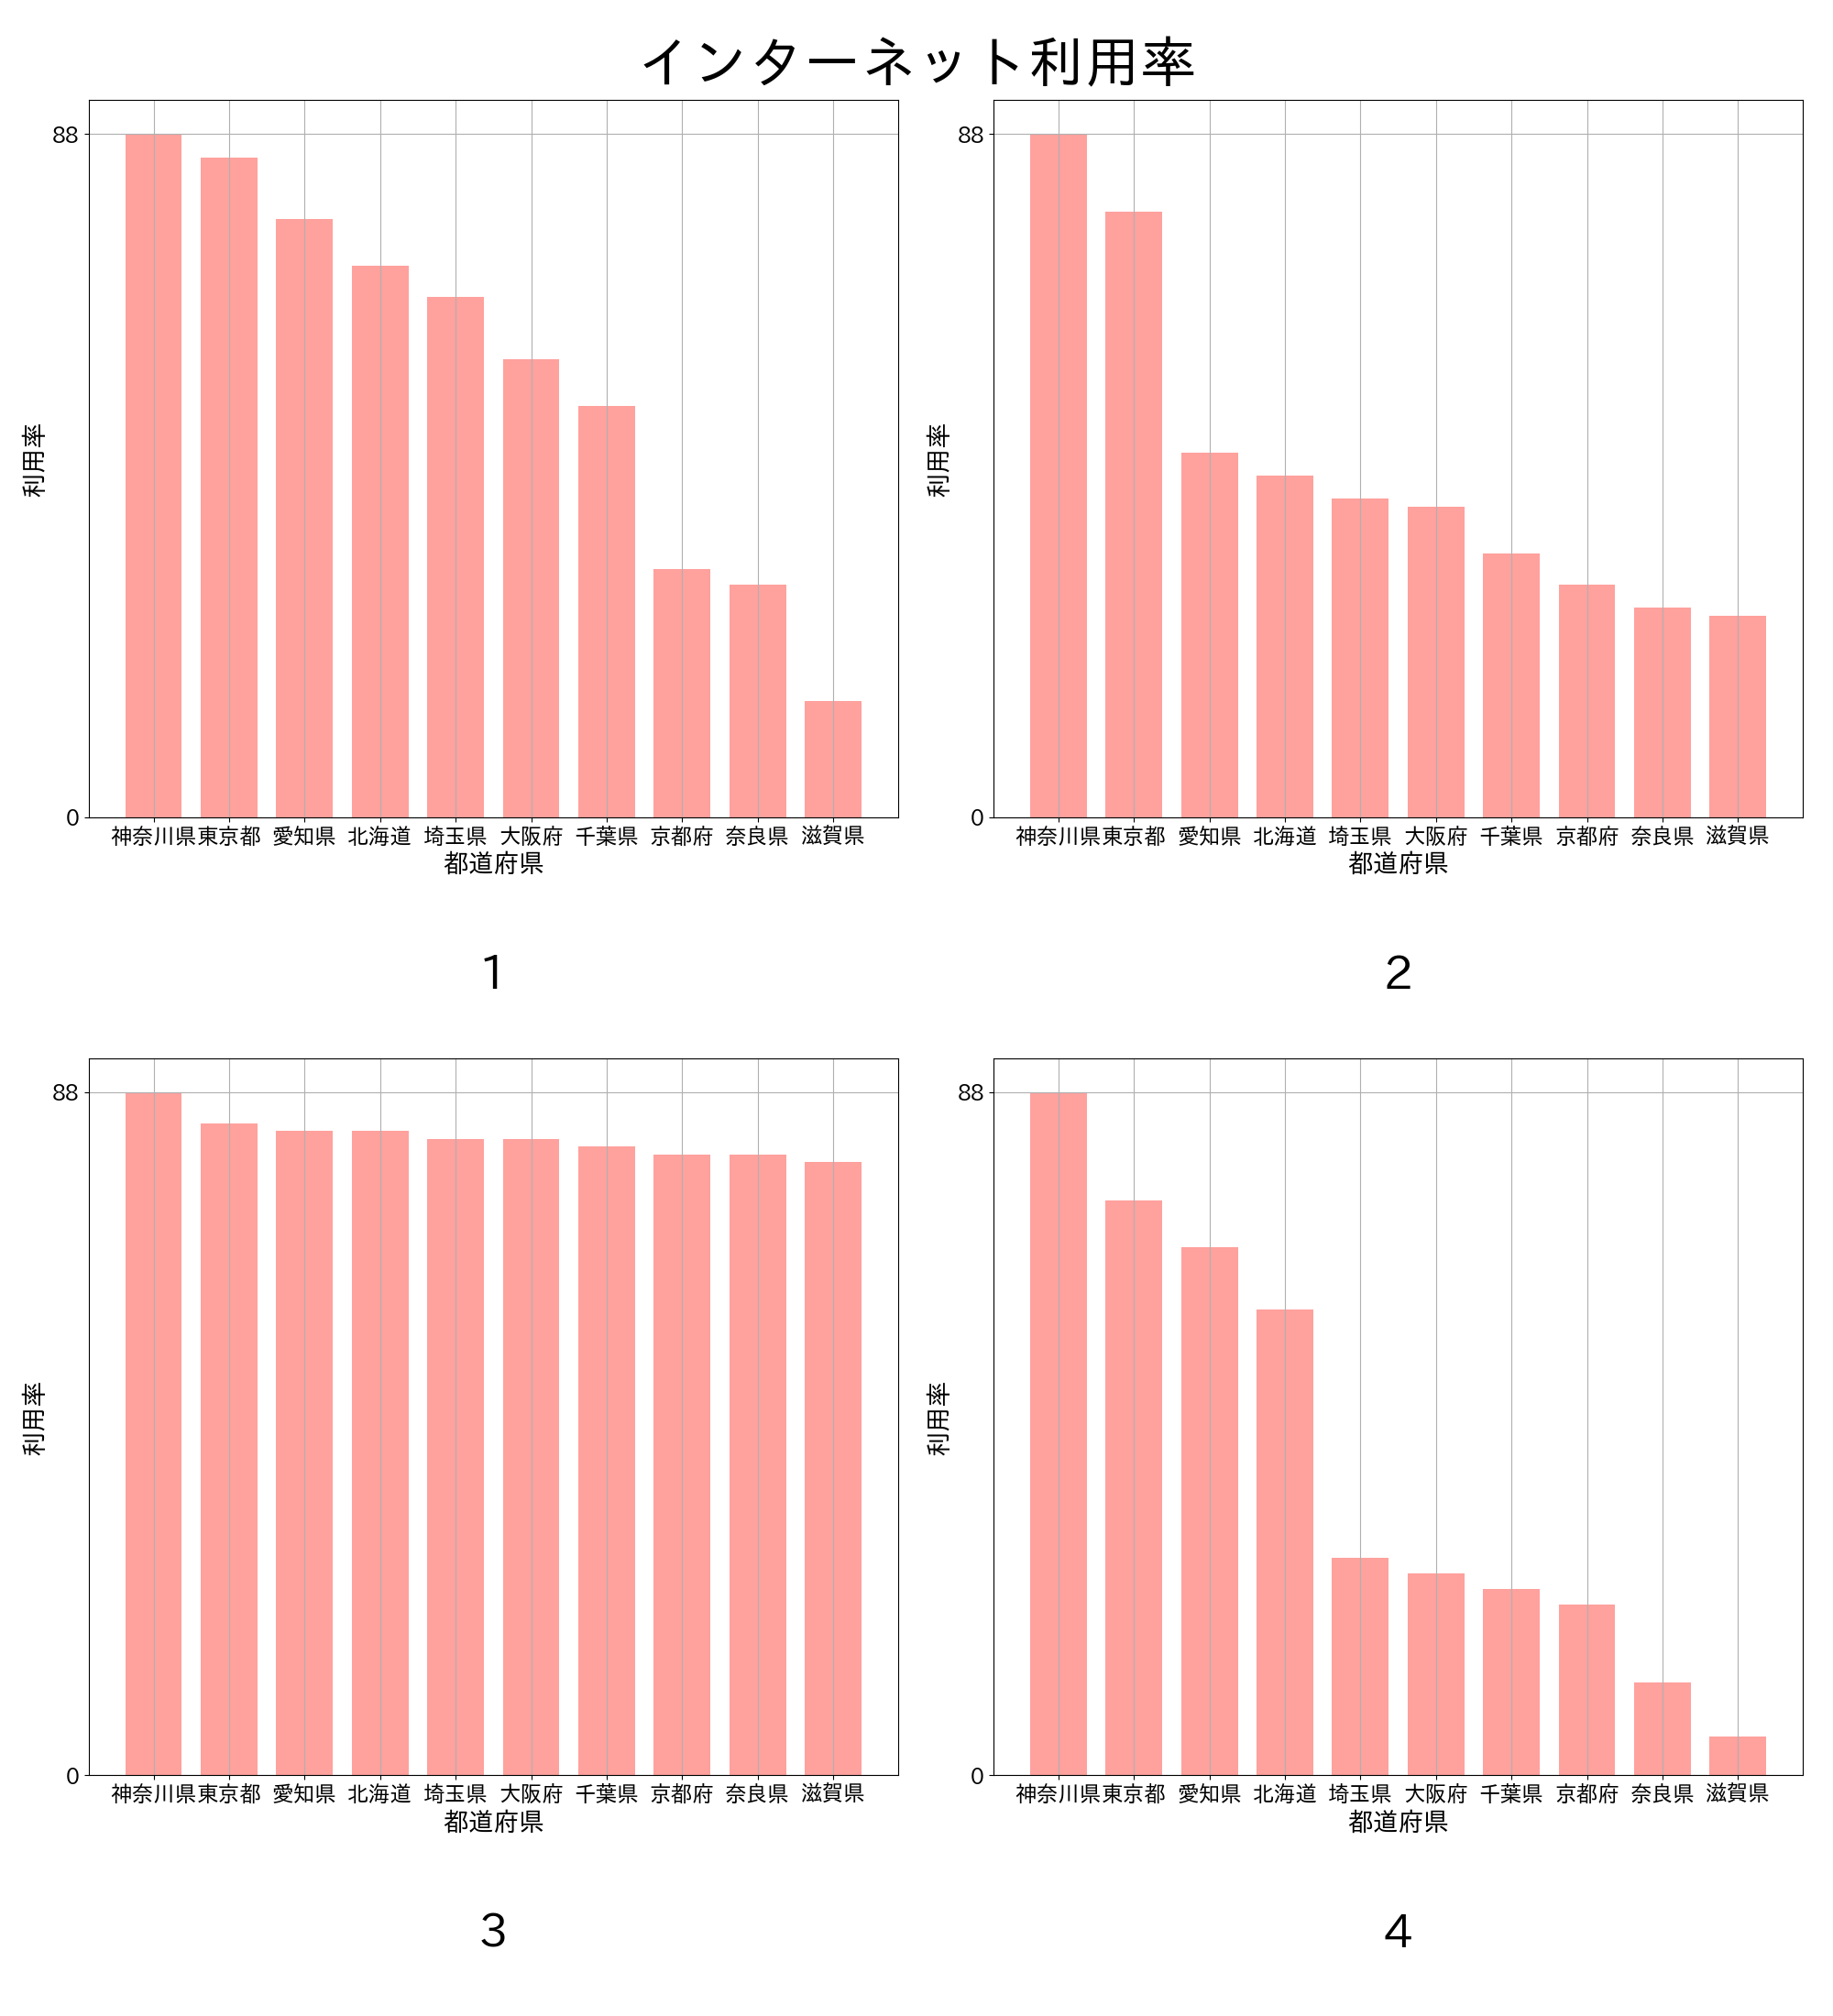 インターネット利用率
88
0
利用率
神奈川県 東京都 愛知県 北海道 埼玉県 大阪府 千葉県 京都府 奈良県 滋賀県
都道府県
1
88
0
利用率
神奈川県 東京都 愛知県 北海道 埼玉県 大阪府 千葉県 京都府 奈良県 滋賀県
都道府県
2
88
0
利用率
神奈川県 東京都 愛知県 北海道 埼玉県 大阪府 千葉県 京都府 奈良県 滋賀県
都道府県
3
88
0
利用率
神奈川県 東京都 愛知県 北海道 埼玉県 大阪府 千葉県 京都府 奈良県 滋賀県
都道府県
4